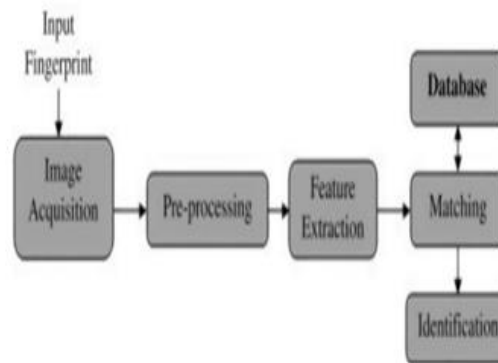 Input
Fingerprint
Image
Acquisition
Pre-processing
Feature
Extraction
Database
Matching
Identification